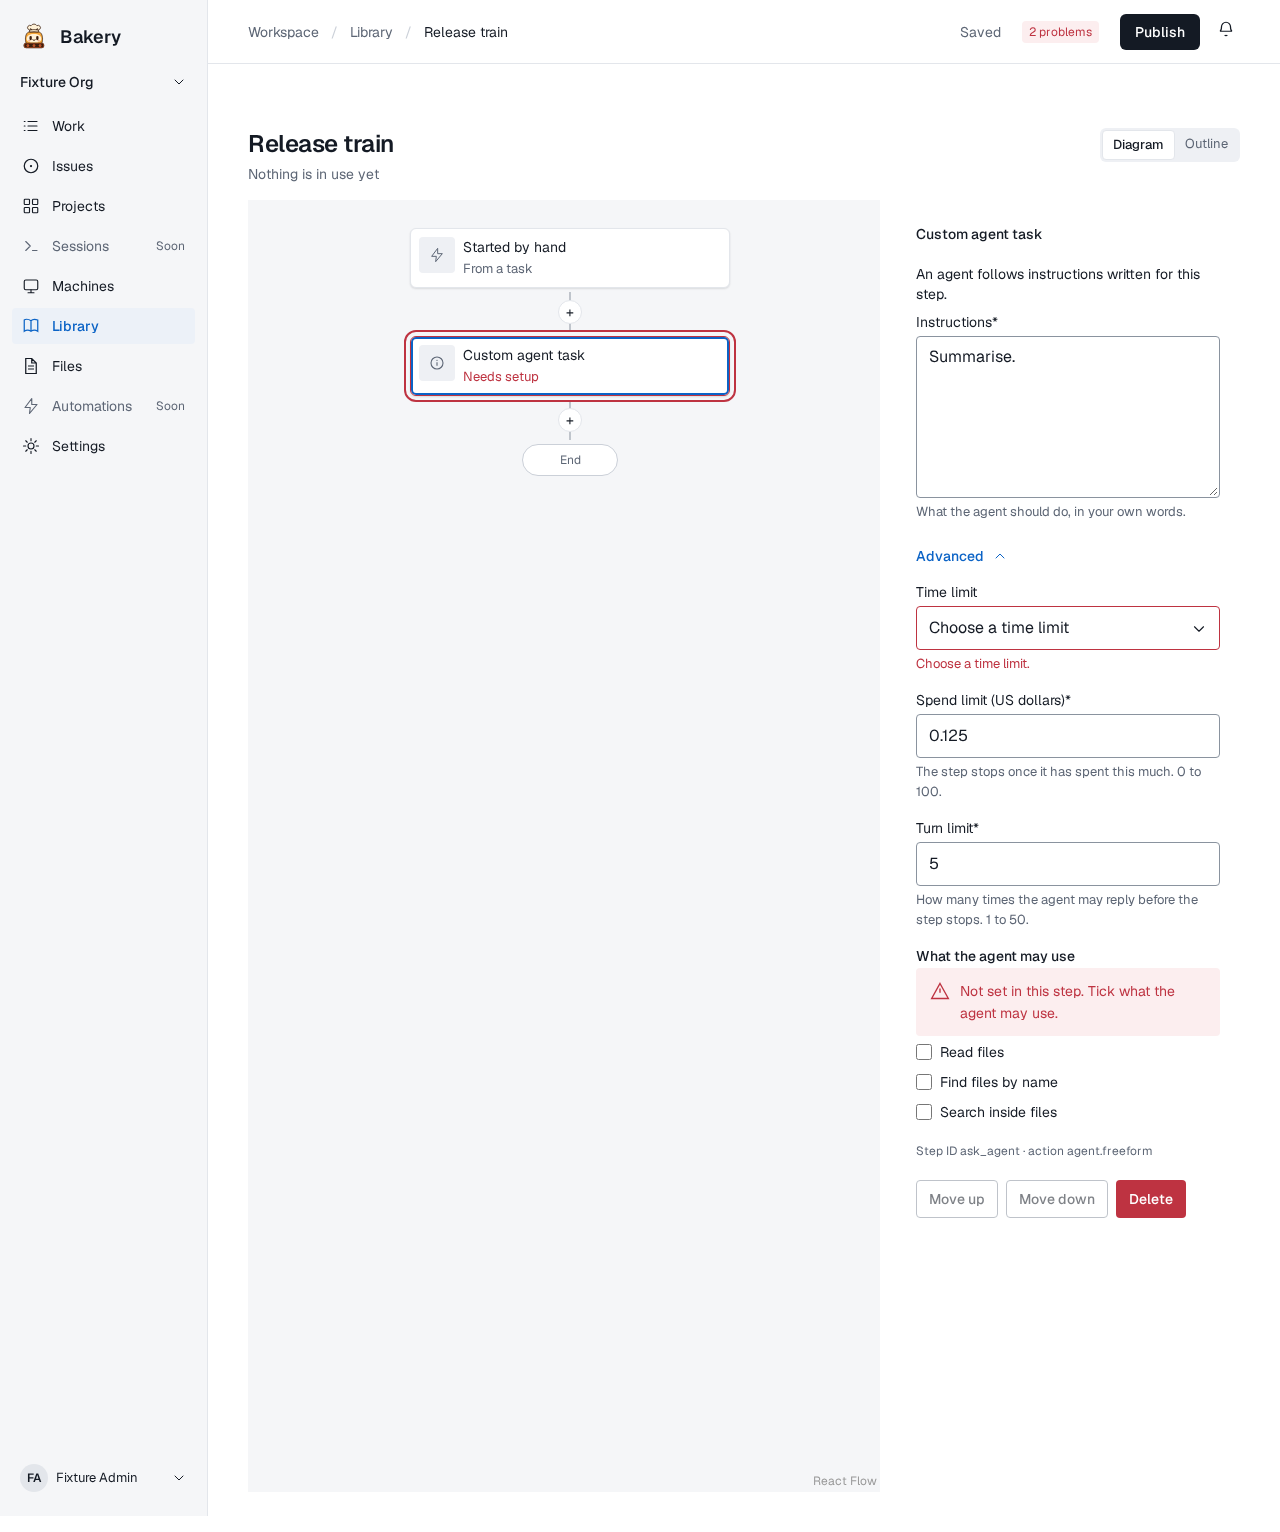 Bakery
Fixture Org
Work
Issues
Projects
Sessions Soon
Machines
Library
Files
Automations Soon
Settings
FA Fixture Admin
Workspace / Library / Release train
Saved
2 problems
Publish
Release train
Nothing is in use yet
Diagram
Outline
Started by hand
From a task
+
Custom agent task
Needs setup
+
End
React Flow
Custom agent task
An agent follows instructions written for this
step.
Instructions*
Summarise.
What the agent should do, in your own words.
Advanced
Time limit
Choose a time limit
Choose a time limit.
Spend limit (US dollars)*
0.125
The step stops once it has spent this much. 0 to
100.
Turn limit*
5
How many times the agent may reply before the
step stops. 1 to 50.
What the agent may use
Not set in this step. Tick what the
agent may use.
Read files
Find files by name
Search inside files
Step ID ask_agent · action agent.freeform
Move up
Move down
Delete